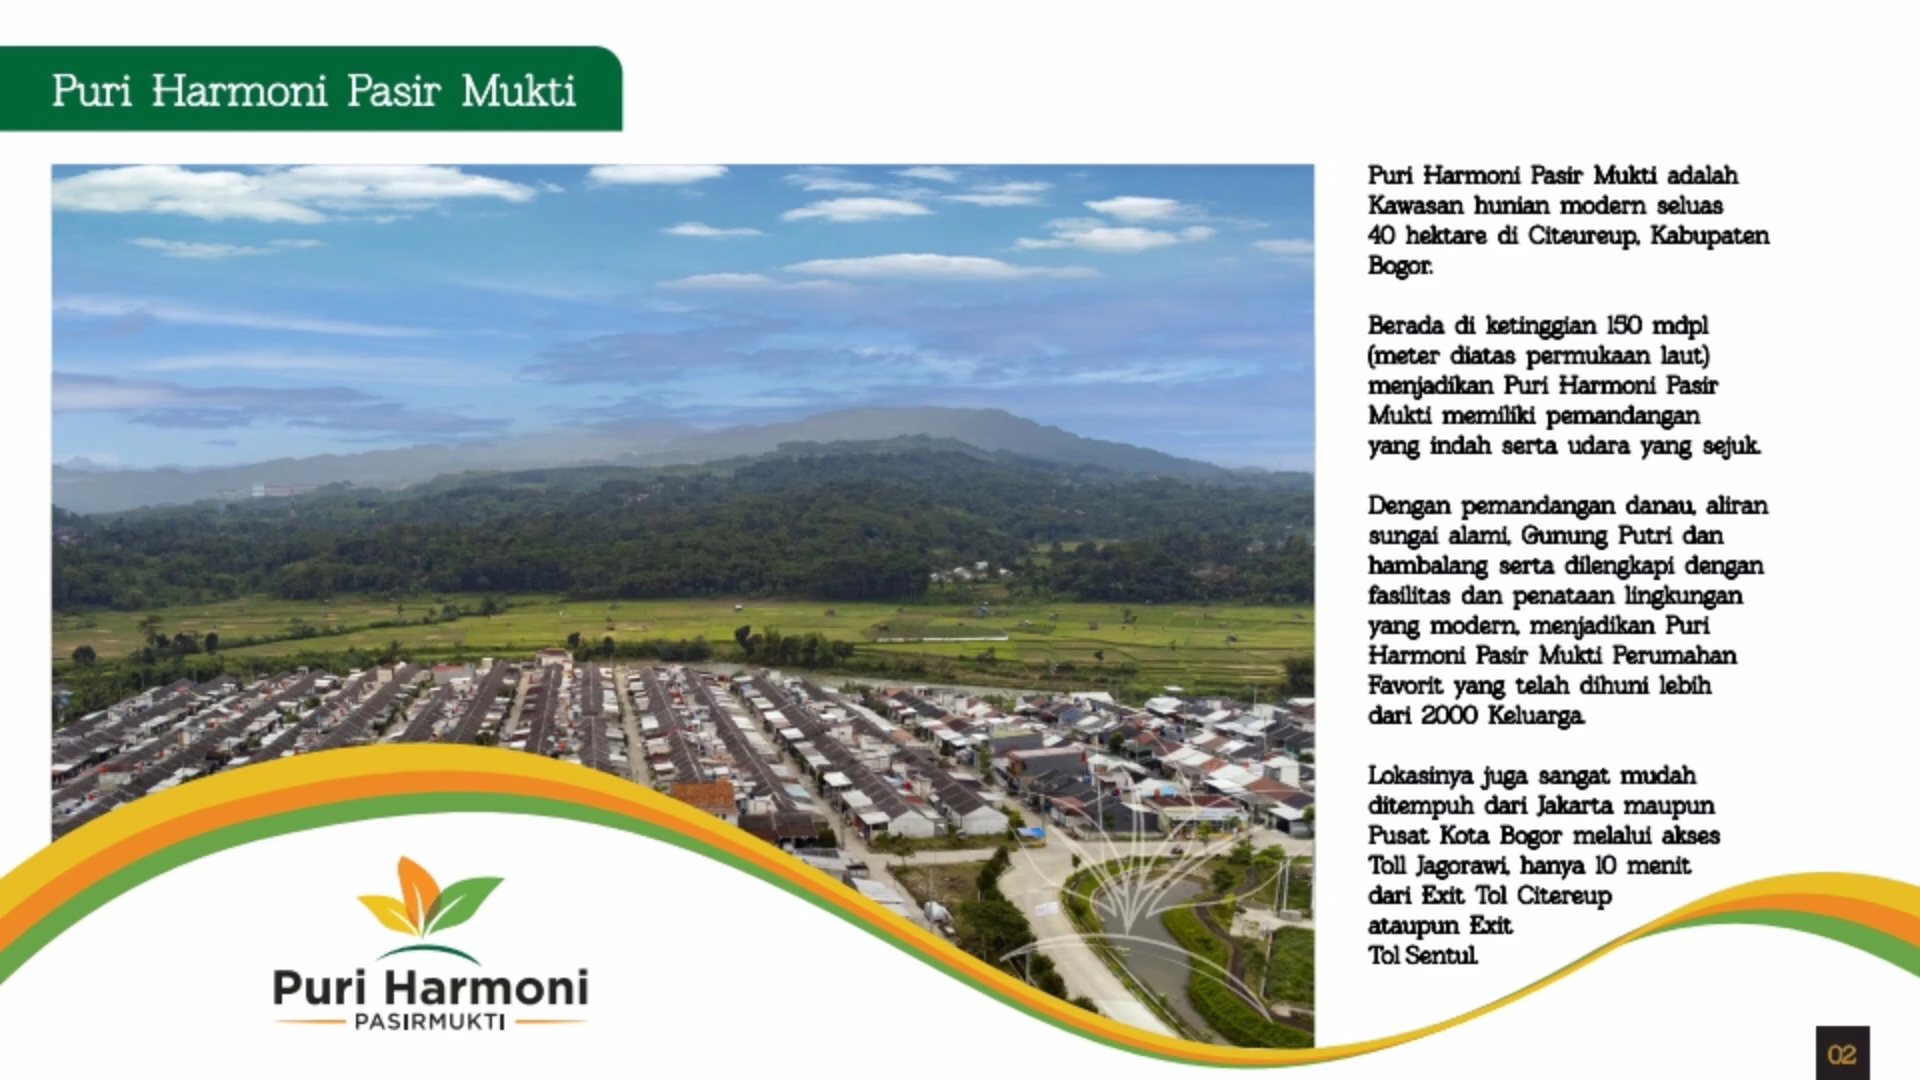 Puri Harmoni Pasir Mukti
Puri Harmoni Pasir Mukti adalah
Kawasan hunian modern seluas
40 hektare di Citeureup, Kabupaten
Bogor.
Berada di ketinggian 150 mdpl
(meter diatas permukaan laut)
menjadikan Puri Harmoni Pasir
Mukti memiliki pemandangan
yang indah serta udara yang sejuk.
Dengan pemandangan danau, aliran
sungai alami, Gunung Putri dan
hambalang serta dilengkapi dengan
fasilitas dan penataan lingkungan
yang modern, menjadikan Puri
Harmoni Pasir Mukti Perumahan
Favorit yang telah dihuni lebih
dari 2000 Keluarga.
Lokasinya juga sangat mudah
ditempuh dari Jakarta maupun
Pusat Kota Bogor melalui akses
Toll Jagorawi, hanya 10 menit
dari Exit Tol Citereup
ataupun Exit
Tol Sentul.
Puri Harmoni
PASIRMUKTI
02